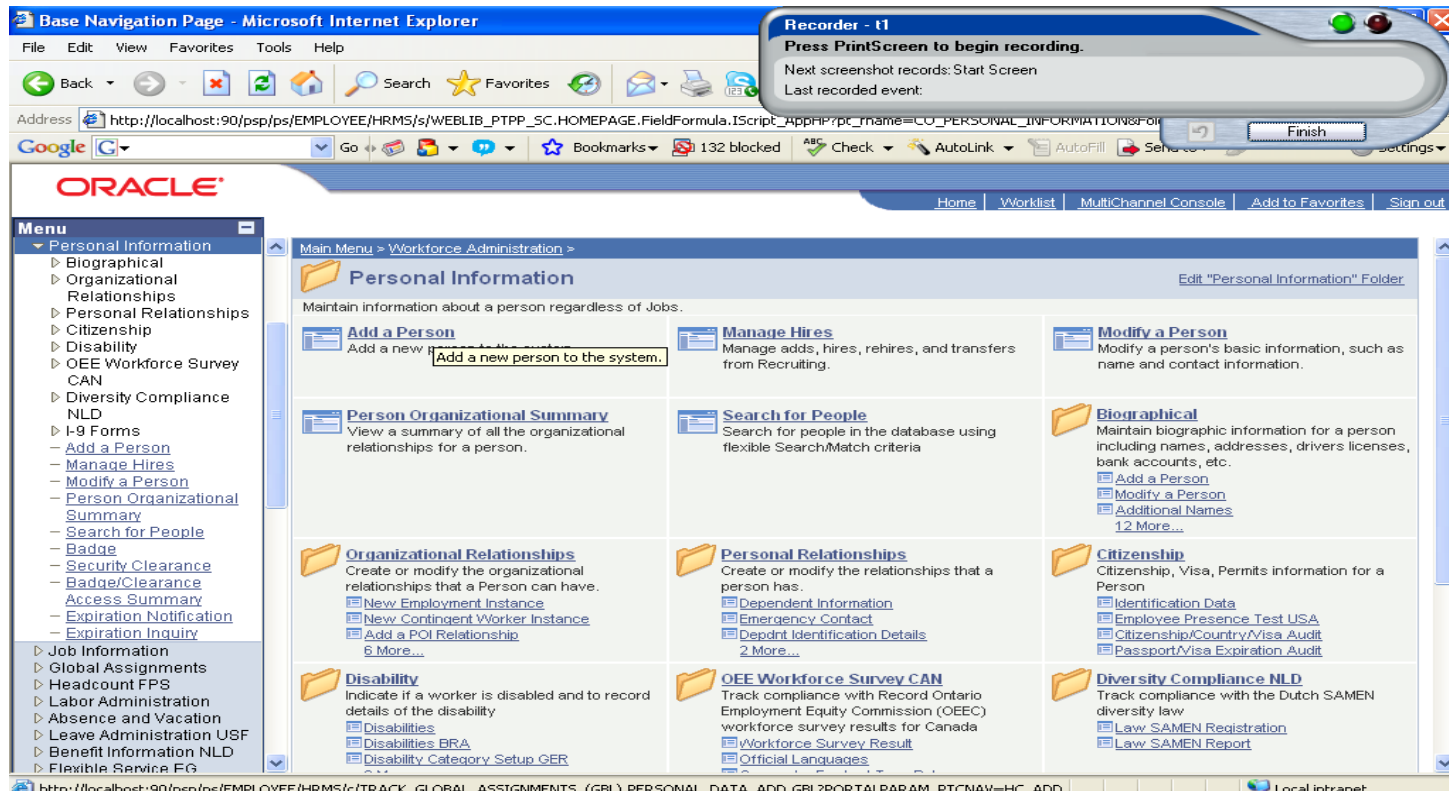 Base Navigation Page - Microsoft Internet Explorer
Recorder - t1
Press PrintScreen to begin recording.
Next screenshot records: Start Screen
Last recorded event:
Finish
File Edit View Favorites Tools Help
Back Search Favorites
Address http://localhost:90/psp/ps/EMPLOYEE/HRMS/s/WEBLIB_PTPP_SC.HOMEPAGE.FieldFormula.IScript_AppHP?pt_fname=CO_PERSONAL_INFORMATION&Fol
Google G Go Bookmarks 132 blocked Check AutoLink AutoFill Settings
ORACLE
Home Worklist MultiChannel Console Add to Favorites Sign out
Menu
Personal Information
Biographical
Organizational
Relationships
Personal Relationships
Citizenship
Disability
OEE Workforce Survey
CAN
Diversity Compliance
NLD
I-9 Forms
Add a Person
Manage Hires
Modify a Person
Person Organizational
Summary
Search for People
Badge
Security Clearance
Badge/Clearance
Access Summary
Expiration Notification
Expiration Inquiry
Job Information
Global Assignments
Headcount FPS
Labor Administration
Absence and Vacation
Leave Administration USF
Benefit Information NLD
Flexible Service EG
Main Menu > Workforce Administration >
Personal Information
Edit "Personal Information" Folder
Maintain information about a person regardless of Jobs.
Add a Person
Add a new
Add a new person to the system.
Manage Hires
Manage adds, hires, rehires, and transfers
from Recruiting.
Modify a Person
Modify a person's basic information, such as
name and contact information.
Person Organizational Summary
View a summary of all the organizational
relationships for a person.
Search for People
Search for people in the database using
flexible Search/Match criteria
Biographical
Maintain biographic information for a person
including names, addresses, drivers licenses,
bank accounts, etc.
Add a Person
Modify a Person
Additional Names
12 More...
Organizational Relationships
Create or modify the organizational
relationships that a Person can have.
New Employment Instance
New Contingent Worker Instance
Add a POI Relationship
6 More...
Personal Relationships
Create or modify the relationships that a
person has.
Dependent Information
Emergency Contact
Depdnt Identification Details
2 More...
Citizenship
Citizenship, Visa, Permits information for a
Person
Identification Data
Employee Presence Test USA
Citizenship/Country/Visa Audit
Passport/Visa Expiration Audit
Disability
Indicate if a worker is disabled and to record
details of the disability
Disabilities
Disabilities BRA
Disability Category Setup GER
OEE Workforce Survey CAN
Track compliance with Record Ontario
Employment Equity Commission (OEEC)
workforce survey results for Canada
Workforce Survey Result
Official Languages
Diversity Compliance NLD
Track compliance with the Dutch SAMEN
diversity law
Law SAMEN Registration
Law SAMEN Report
http://localhost:90/psp/ps/EMPLOYEE/HRMS/c/TRACK_GLOBAL_ASSIGNMENTS_(GBL).PERSONAL_DATA_ADD.GBL?PORTALPARAM_PTCNAV=HC_ADD
Local intranet